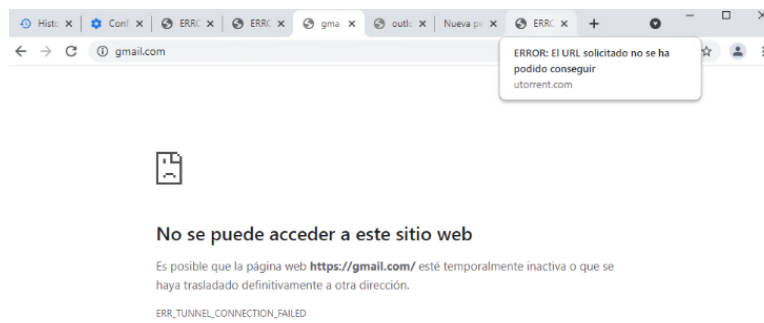 Histo
Conf
ERRC
ERRC
gma
outlo
Nueva pe
ERRC
gmail.com
ERROR: El URL solicitado no se ha
podido conseguir
utorrent.com
No se puede acceder a este sitio web
Es posible que la página web https://gmail.com/ esté temporalmente inactiva o que se
haya trasladado definitivamente a otra dirección.
ERR_TUNNEL_CONNECTION_FAILED